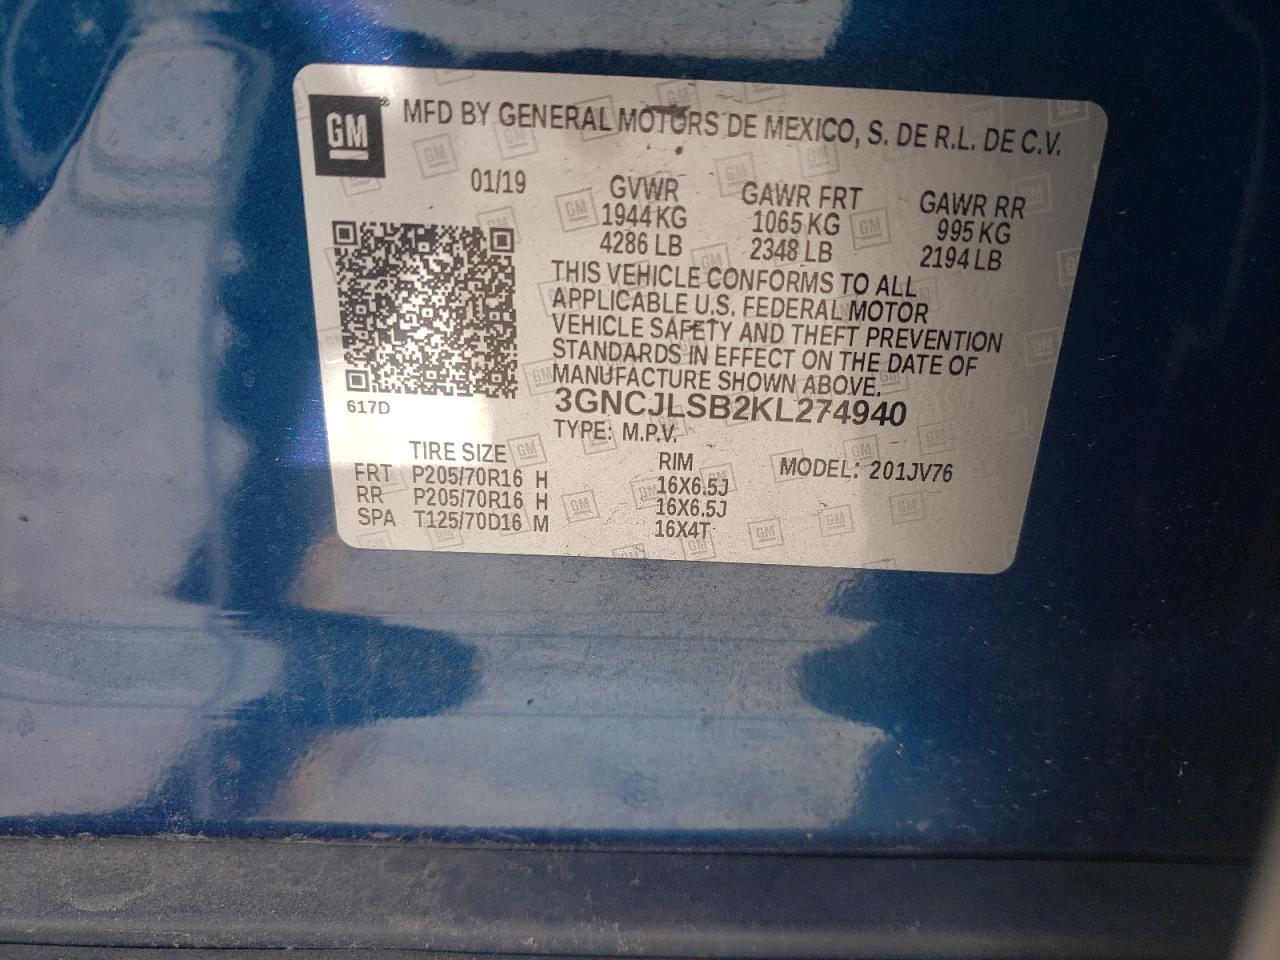 GM
MFD BY GENERAL MOTORS DE MEXICO, S. DE R.L. DE C.V.
01/19 GVWR GAWR FRT GAWR RR
1944 KG 1065 KG 995 KG
4286 LB 2348 LB 2194 LB
THIS VEHICLE CONFORMS TO ALL
APPLICABLE U.S. FEDERAL MOTOR
VEHICLE SAFETY AND THEFT PREVENTION
STANDARDS IN EFFECT ON THE DATE OF
MANUFACTURE SHOWN ABOVE.
617D 3GNCJLSB2KL274940
TYPE: M.P.V.
TIRE SIZE RIM MODEL: 201JV76
FRT P205/70R16 H 16X6.5J
RR P205/70R16 H 16X6.5J
SPA T125/70D16 M 16X4T